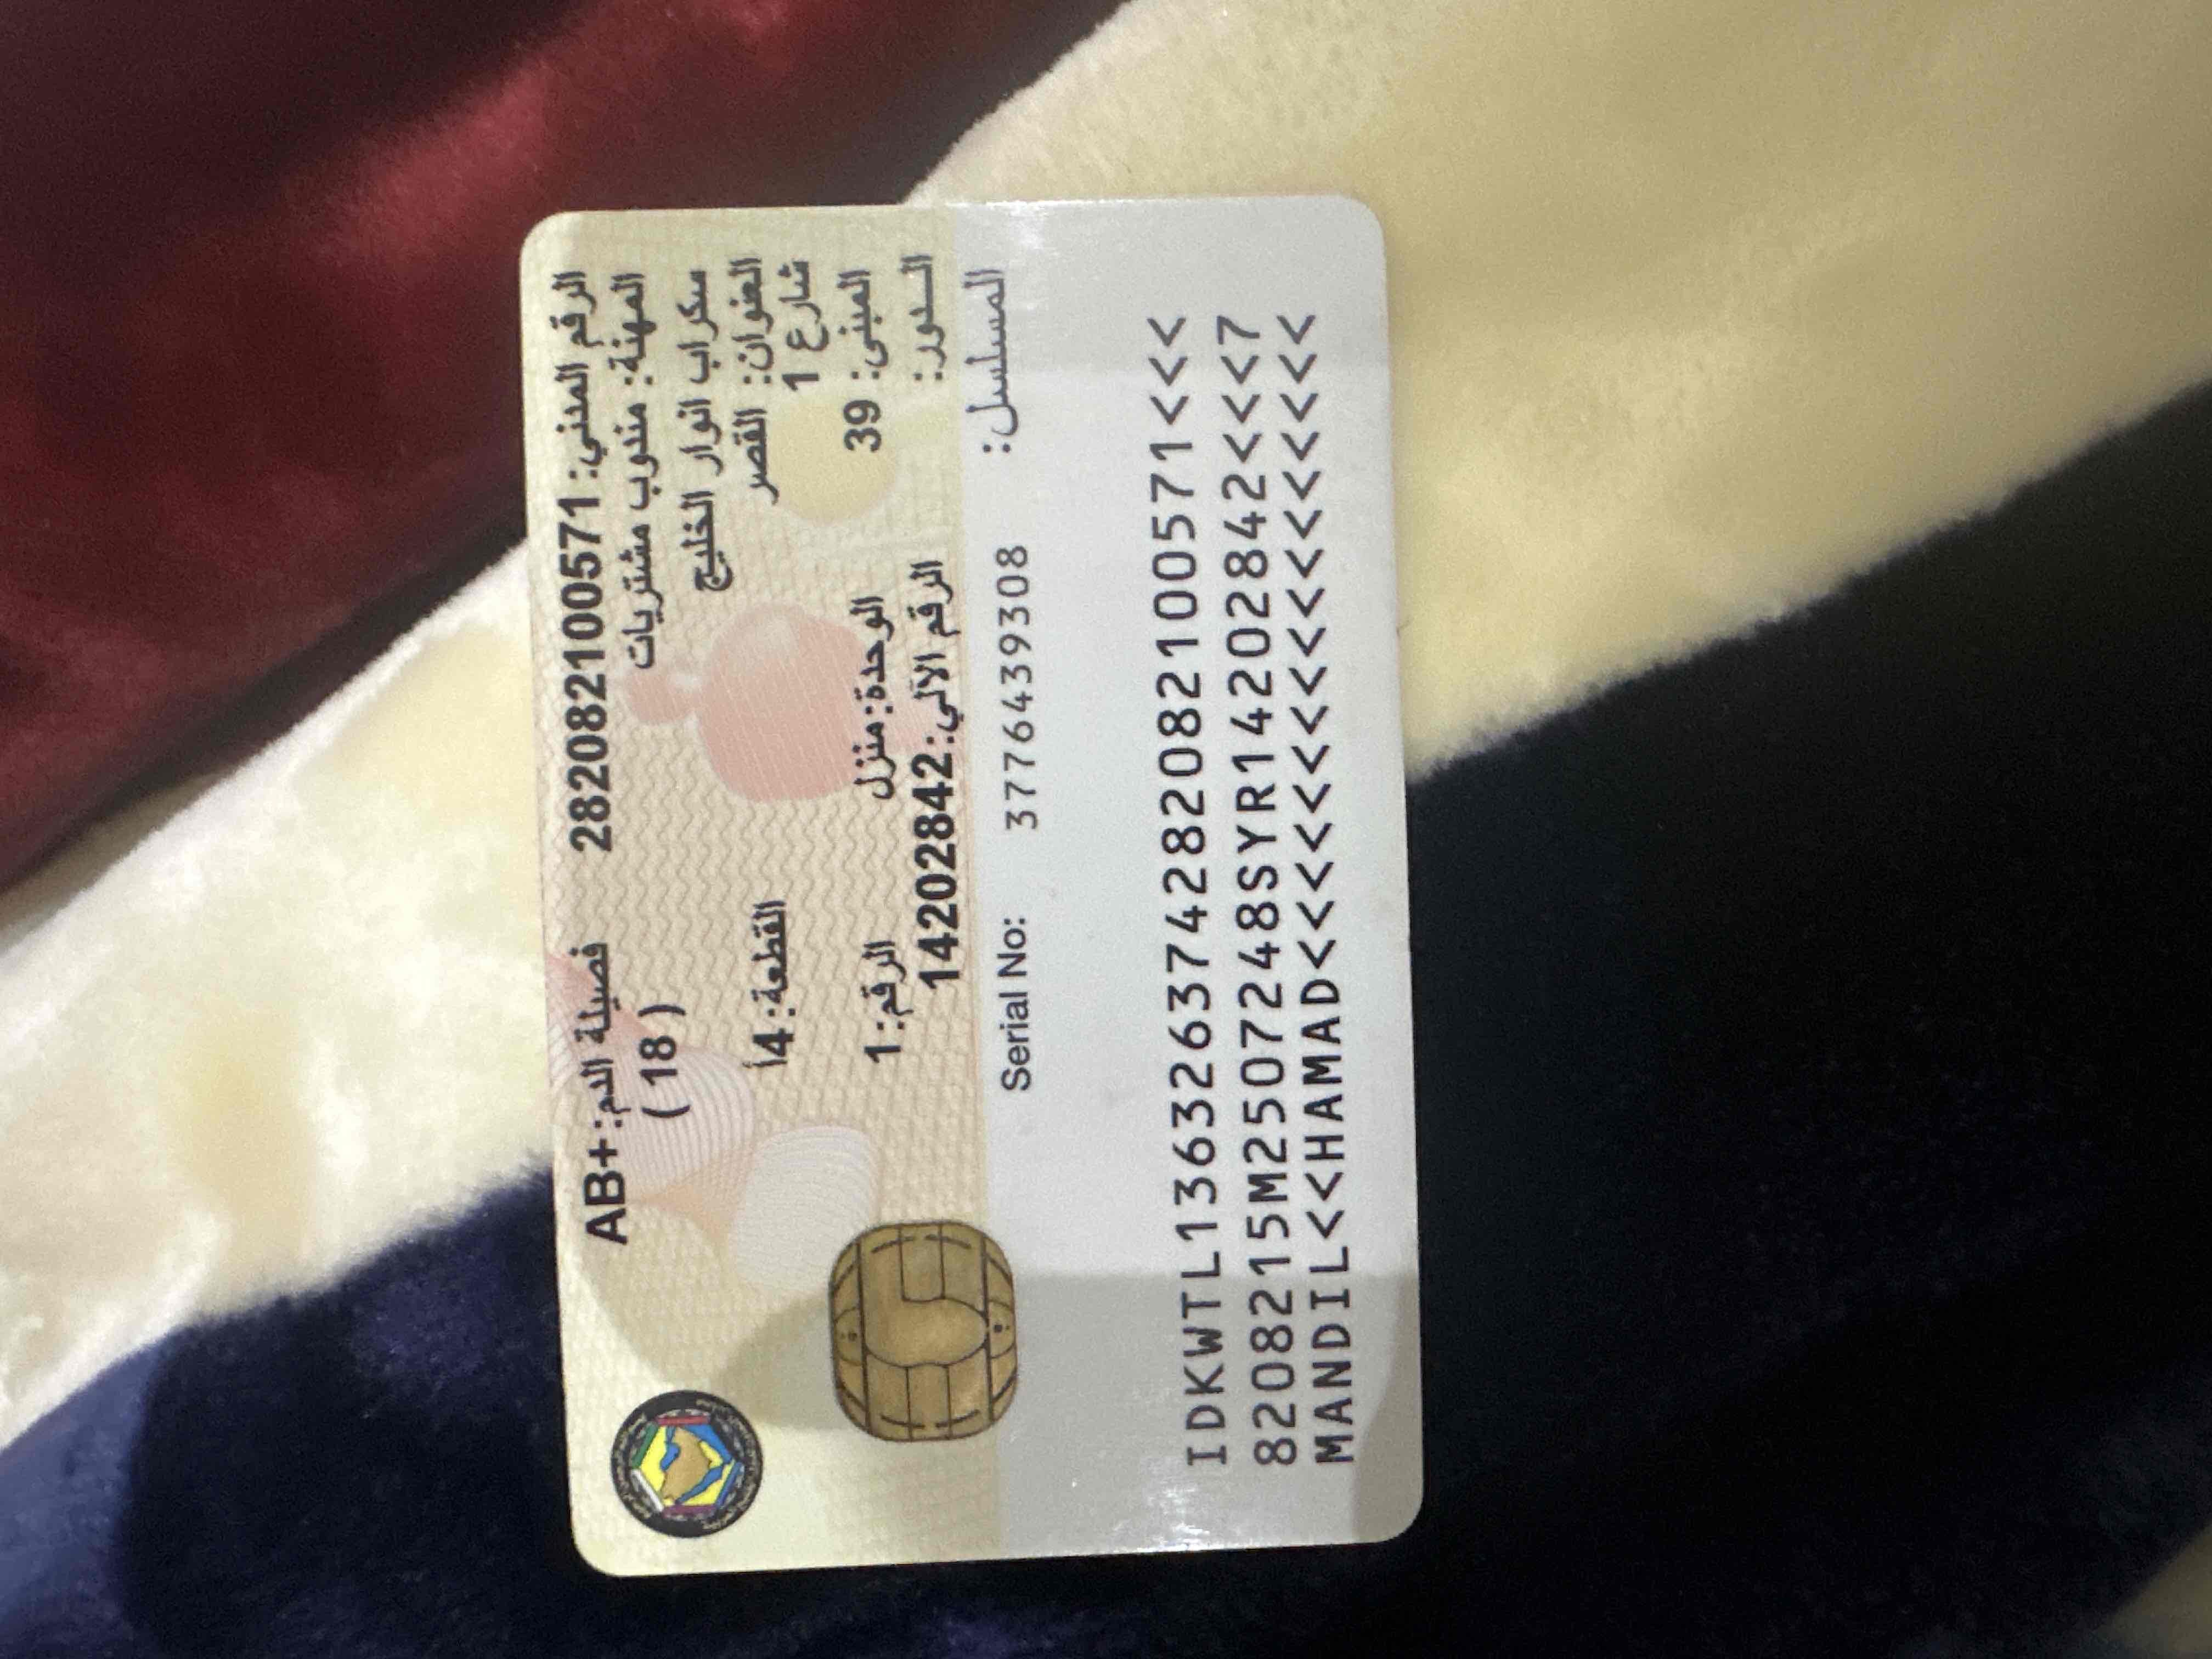 الرقم المدني: 282082100571 فصيلة الدم: AB+
المهنة: مندوب مشتريات (18)
سكراب انوار الخليج
العنوان: القصر القطعة: 4أ
شارع 1
المبنى: 39 الوحدة: منزل الرقم: 1
الـدور: الرقم الآلي: 14202842
المسلسل: 3776439308 Serial No:
IDKWTL136326374282082100571<<<
8208215M2507248SYR14202842<<<7
MANDIL<<HAMAD<<<<<<<<<<<<<<<<<